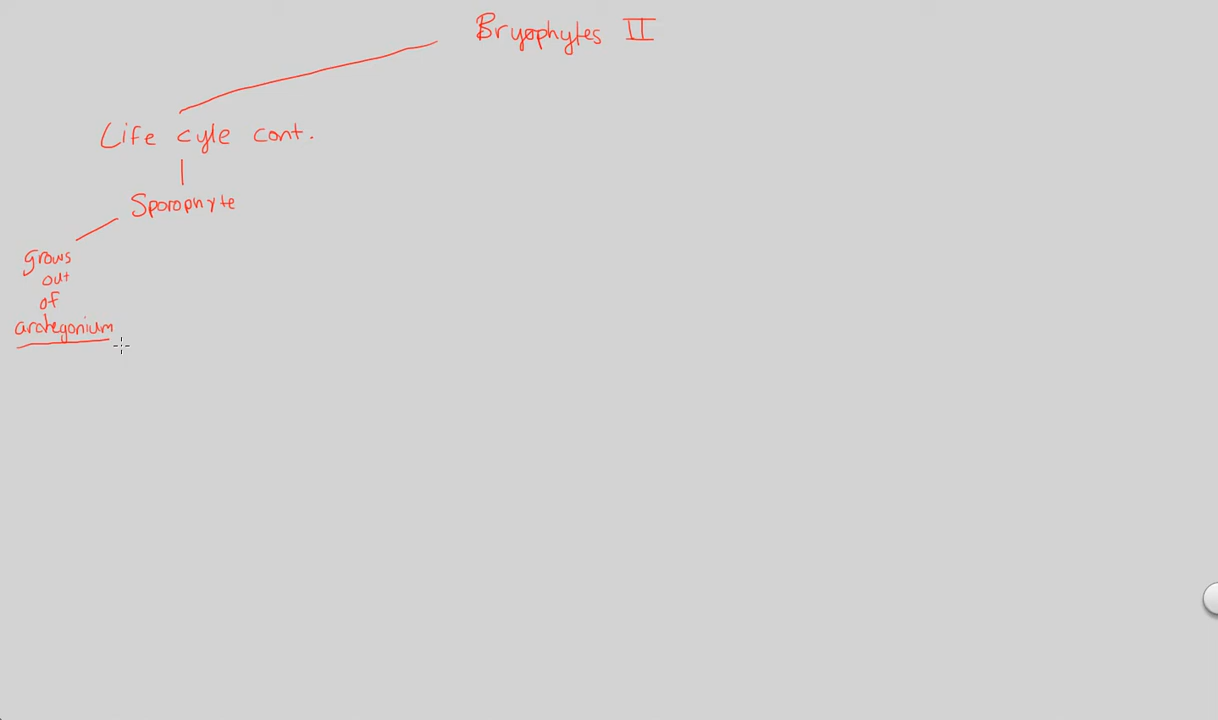 Bryophytes II
Life cyle cont.
Sporophyte
grows
out
of
archegonium